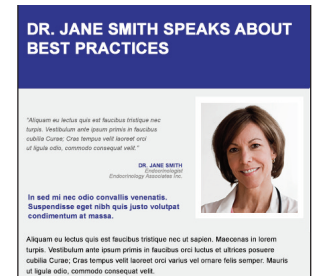 DR. JANE SMITH SPEAKS ABOUT
BEST PRACTICES
"Aliquam eu lectus quis est faucibus tristique nec
turpis. Vestibulum ante ipsum primis in faucibus
cubilia Curae; Cras tempus velit laoreet orci
ut ligula odio, commodo consequat velit."
DR. JANE SMITH
Endocrinologist
Endocrinology Associates Inc.
In sed mi nec odio convallis venenatis.
Suspendisse eget nibh quis justo volutpat
condimentum at massa.
Aliquam eu lectus quis est faucibus tristique nec ut sapien. Maecenas in lorem
turpis. Vestibulum ante ipsum primis in faucibus orci luctus et ultrices posuere
cubilia Curae; Cras tempus velit laoreet orci varius vel ornare felis semper. Mauris
ut ligula odio, commodo consequat velit.